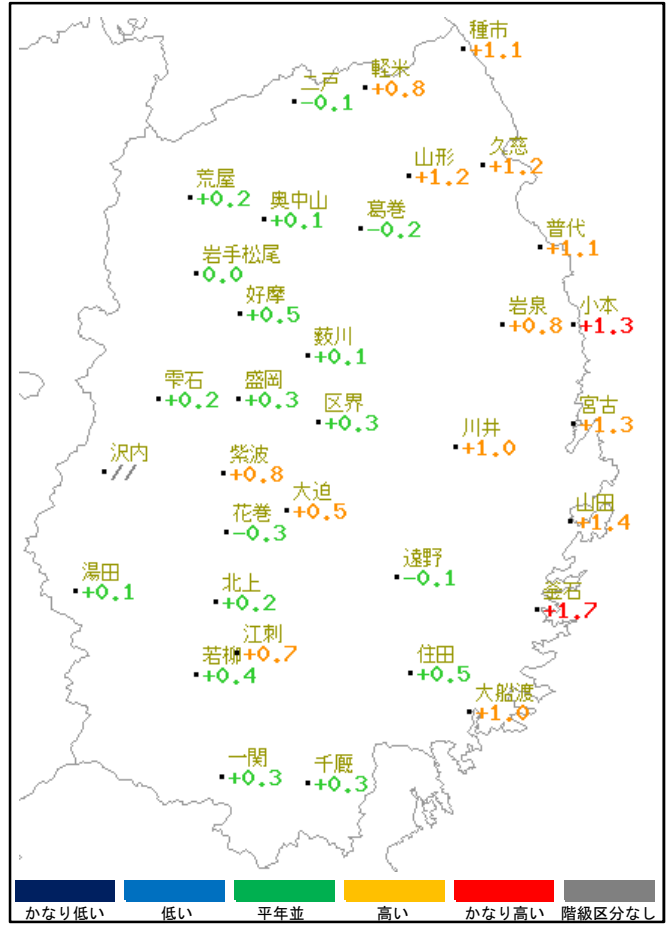 種市
+1.1
軽米
+0.8
二戸
-0.1
久慈
+1.2
山形
+1.2
荒屋
+0.2
奥中山
+0.1
葛巻
-0.2
普代
+1.1
岩手松尾
0.0
好摩
+0.5
岩泉
+0.8
小本
+1.3
薮川
+0.1
雫石
+0.2
盛岡
+0.3
区界
+0.3
宮古
+1.3
川井
+1.0
沢内
//
紫波
+0.8
大迫
+0.5
花巻
-0.3
山田
+1.4
遠野
-0.1
湯田
+0.1
北上
+0.2
釜石
+1.7
江刺
+0.7
若柳
+0.4
住田
+0.5
大船渡
+1.0
一関
+0.3
千厩
+0.3
かなり低い 低い 平年並 高い かなり高い 階級区分なし